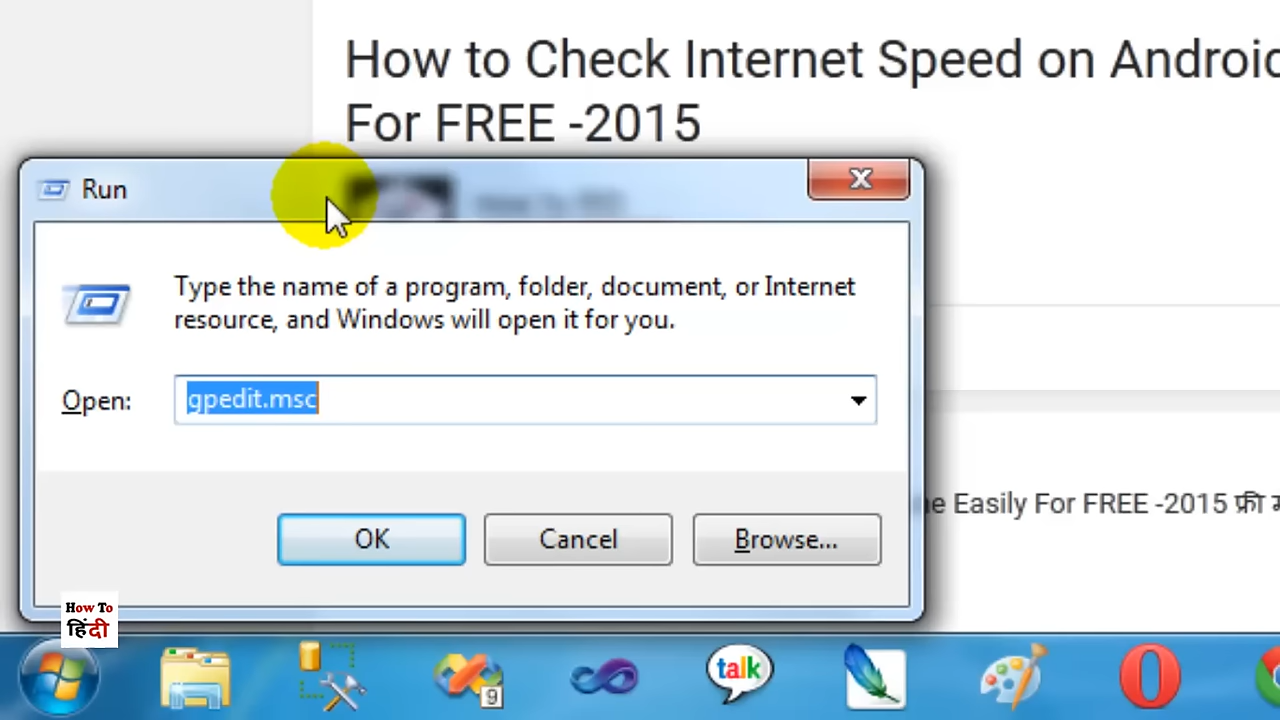 How to Check Internet Speed on Android
For FREE -2015
Run
Type the name of a program, folder, document, or Internet
resource, and Windows will open it for you.
Open:
gpedit.msc
e Easily For FREE -2015 फ्री
OK
Cancel
Browse...
How To
हिंदी
9
talk